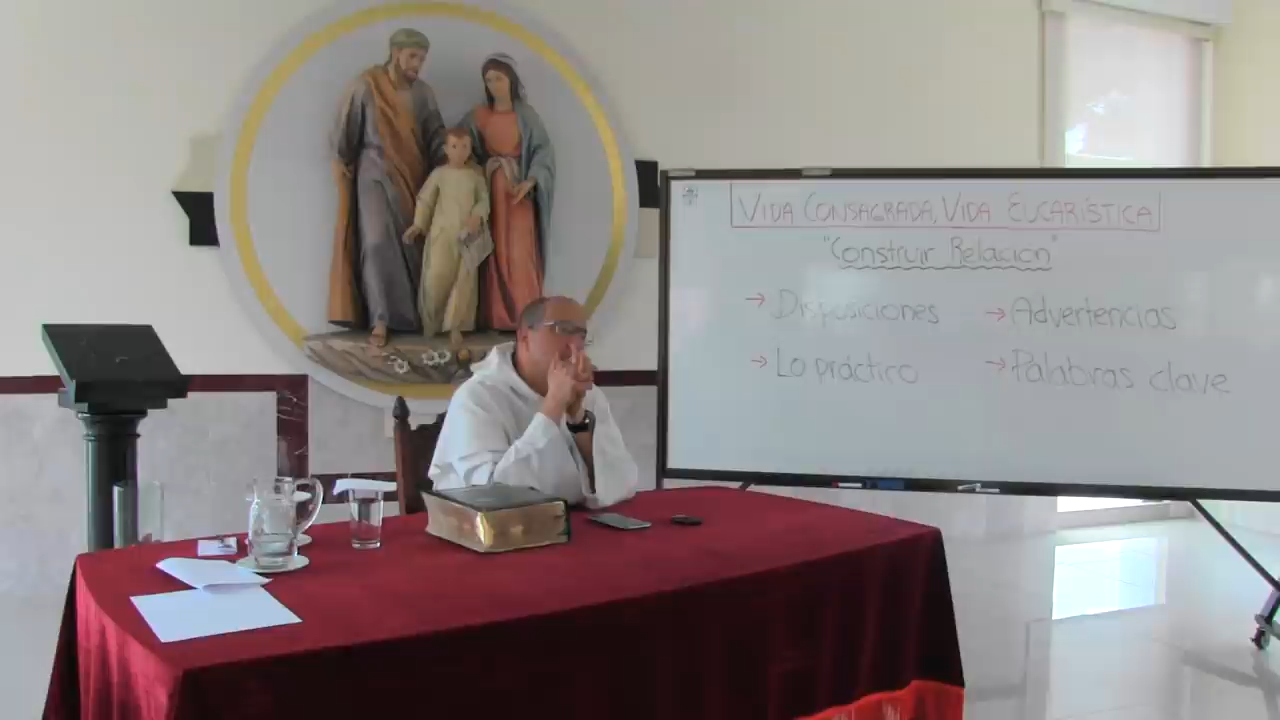 VIDA CONSAGRADA, VIDA EUCARÍSTICA
"Construir Relación"
→ Disposiciones → Advertencias
→ Lo práctico → Palabras clave